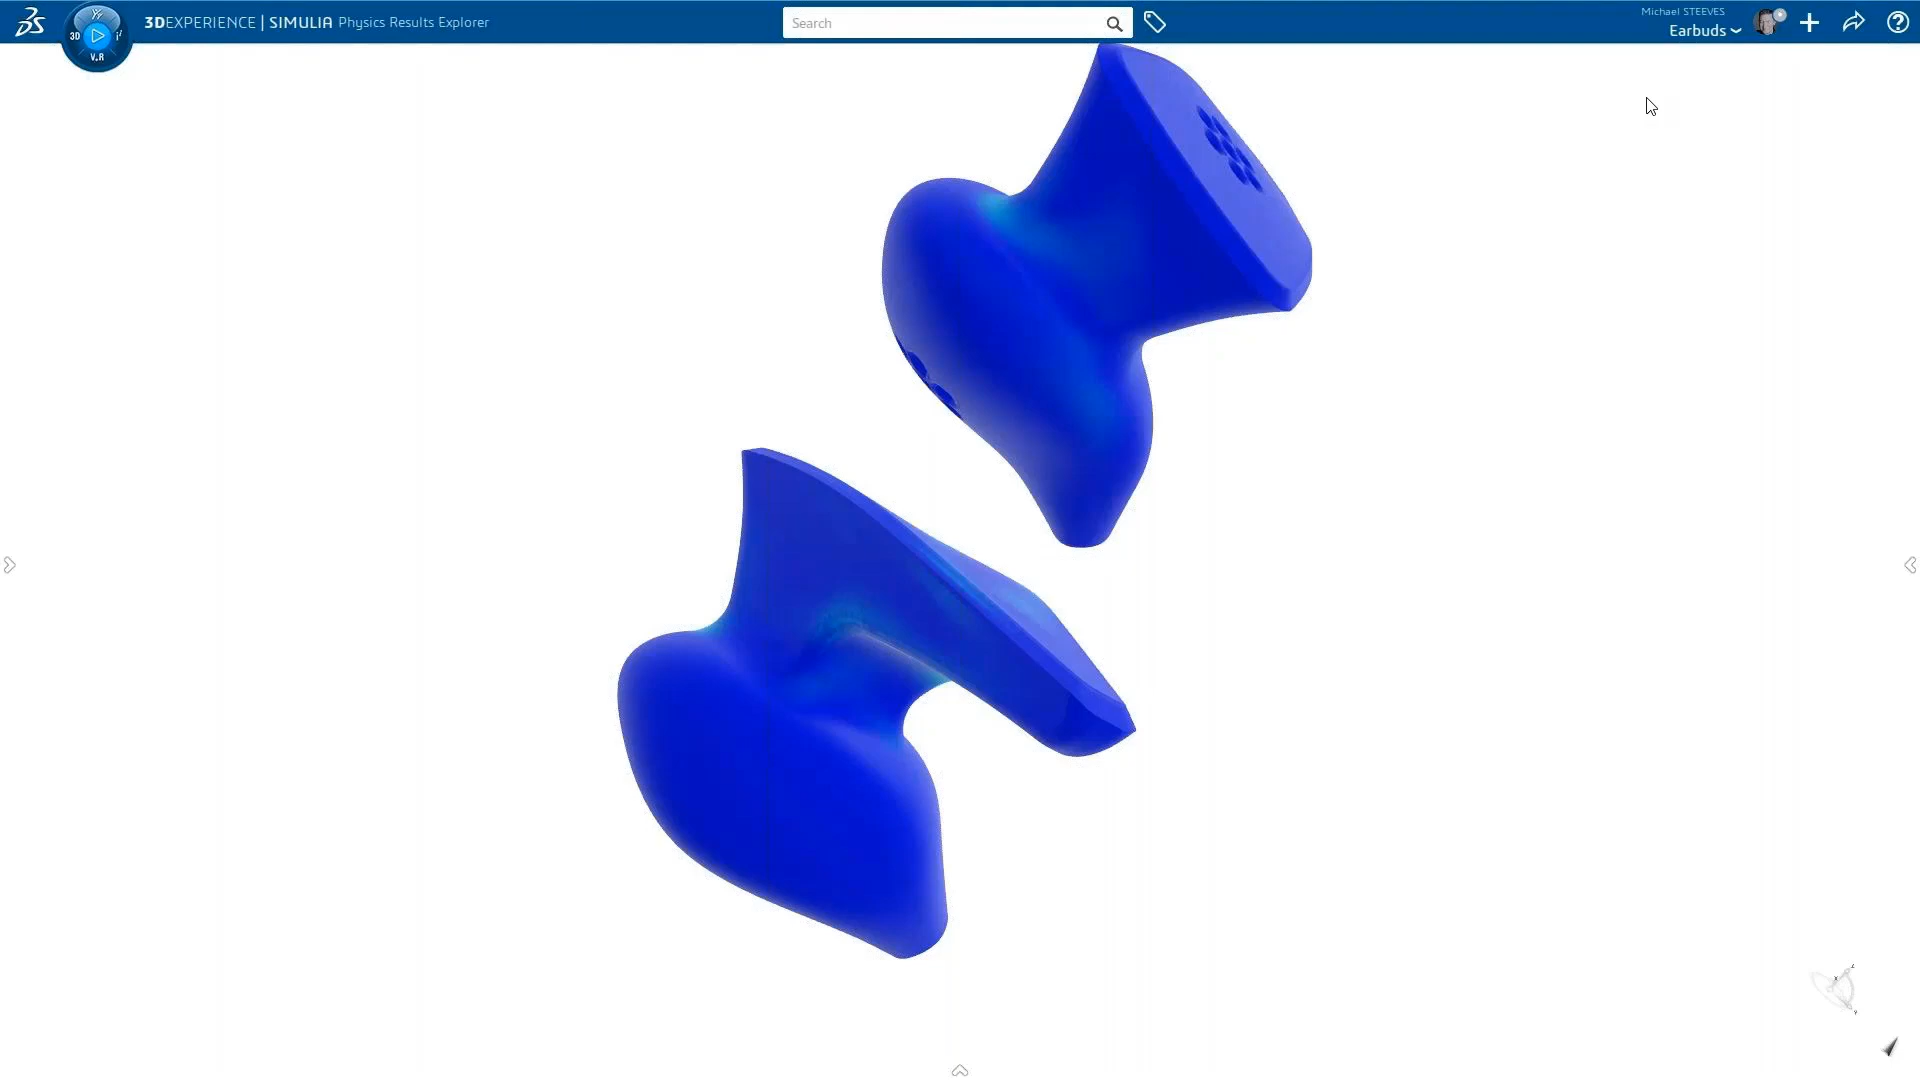 3DEXPERIENCE | SIMULIA Physics Results Explorer
Search
Michael STEEVES
Earbuds
3D
V.R